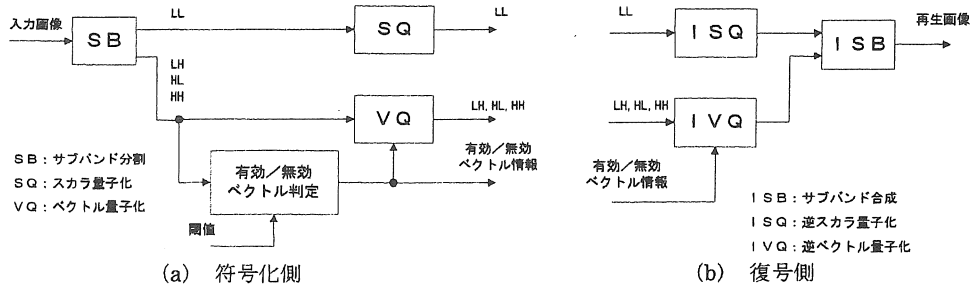 入力画像
SB
LL
SQ
LL
LH
HL
HH
VQ
LH, HL, HH
有効/無効
ベクトル情報
有効/無効
ベクトル判定
閾値
SB:サブバンド分割
SQ:スカラ量子化
VQ:ベクトル量子化
(a) 符号化側
LL
ISQ
ISB
再生画像
LH, HL, HH
IVQ
有効/無効
ベクトル情報
ISB:サブバンド合成
ISQ:逆スカラ量子化
IVQ:逆ベクトル量子化
(b) 復号側